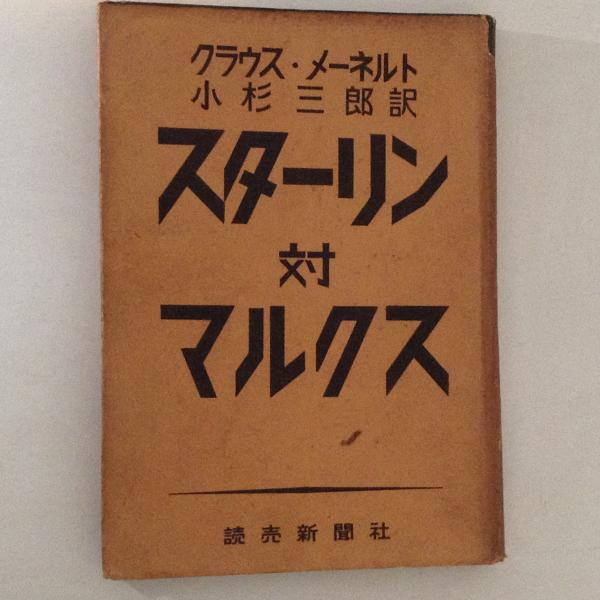 クラウス・メーネルト
小杉三郎訳
スターリン
対
マルクス
読売新聞社